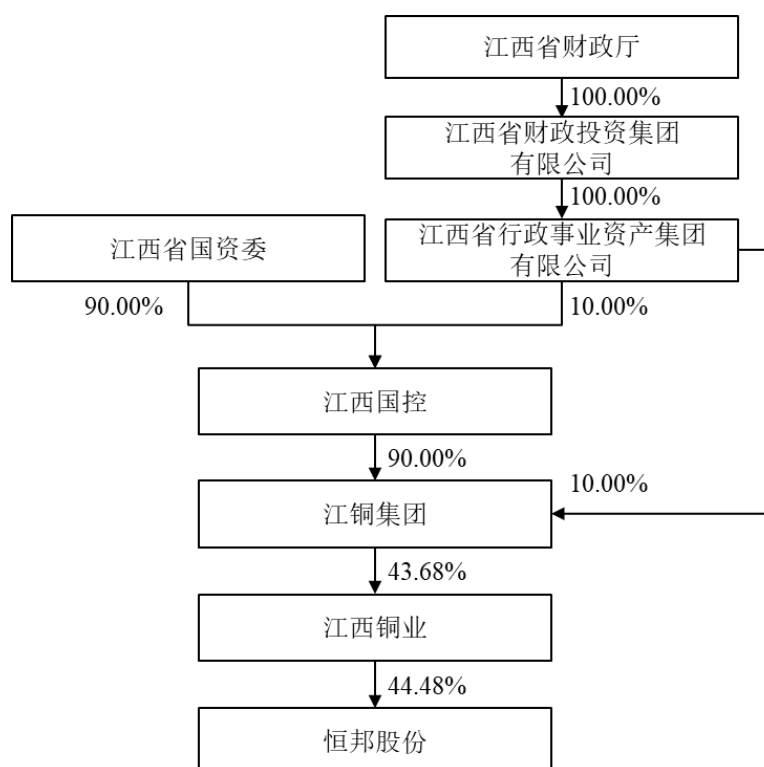 江西省财政厅
100.00%
江西省财政投资集团
有限公司
100.00%
江西省国资委
江西省行政事业资产集团
有限公司
90.00%
10.00%
江西国控
90.00%
10.00%
江铜集团
43.68%
江西铜业
44.48%
恒邦股份